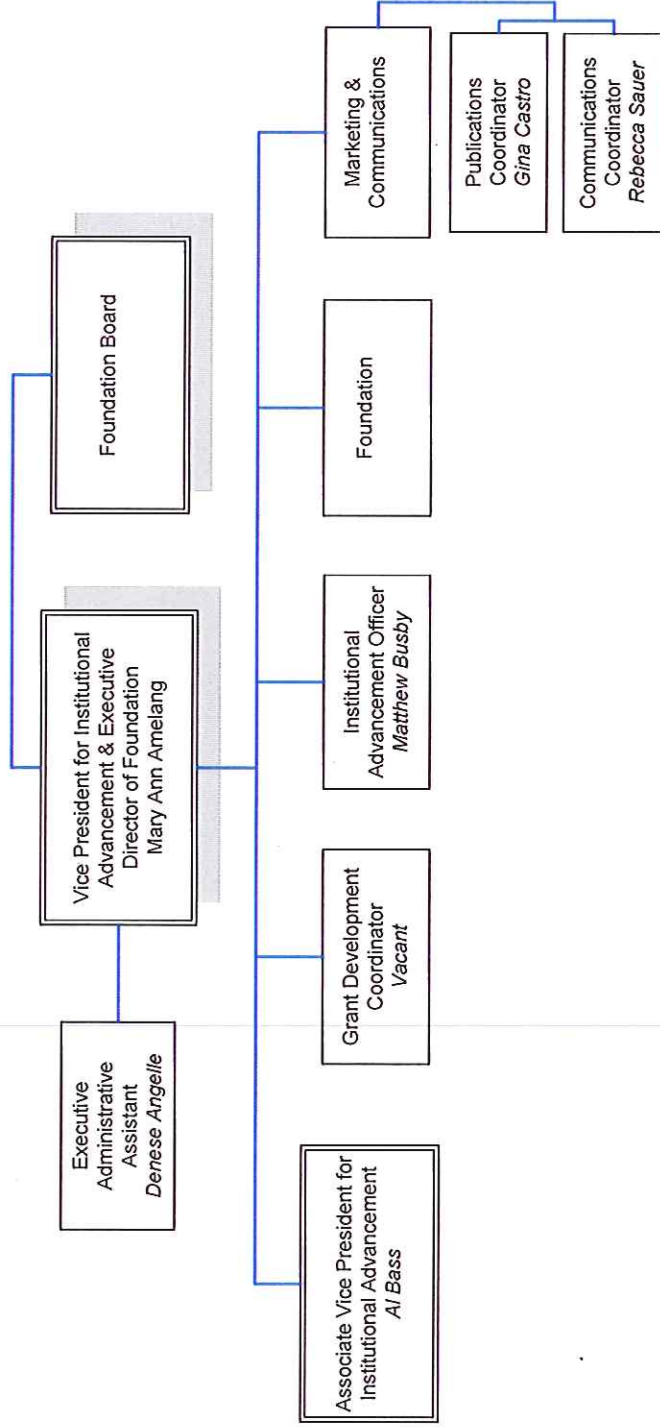 Foundation Board
Vice President for Institutional
Advancement & Executive
Director of Foundation
Mary Ann Amelang
Executive
Administrative
Assistant
Denese Angelle
Associate Vice President for
Institutional Advancement
Al Bass
Grant Development
Coordinator
Vacant
Institutional
Advancement Officer
Matthew Busby
Foundation
Marketing &
Communications
Publications
Coordinator
Gina Castro
Communications
Coordinator
Rebecca Sauer